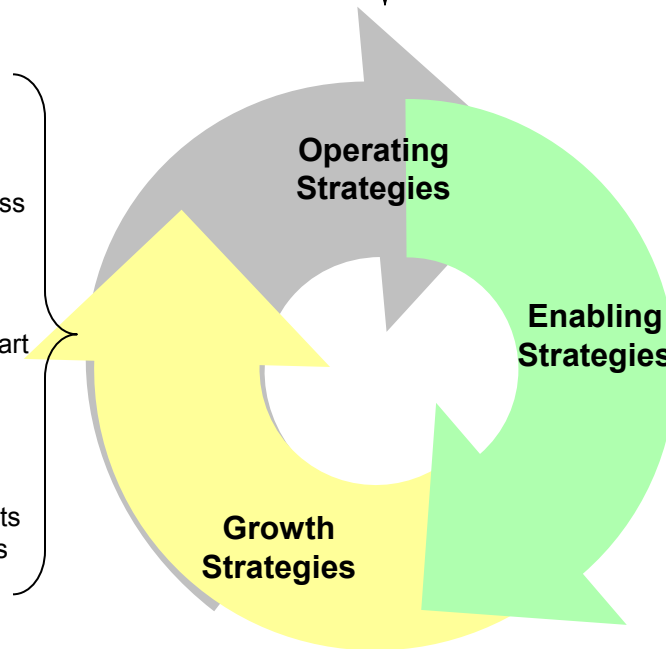 Operating
Strategies
Enabling
Strategies
Growth
Strategies